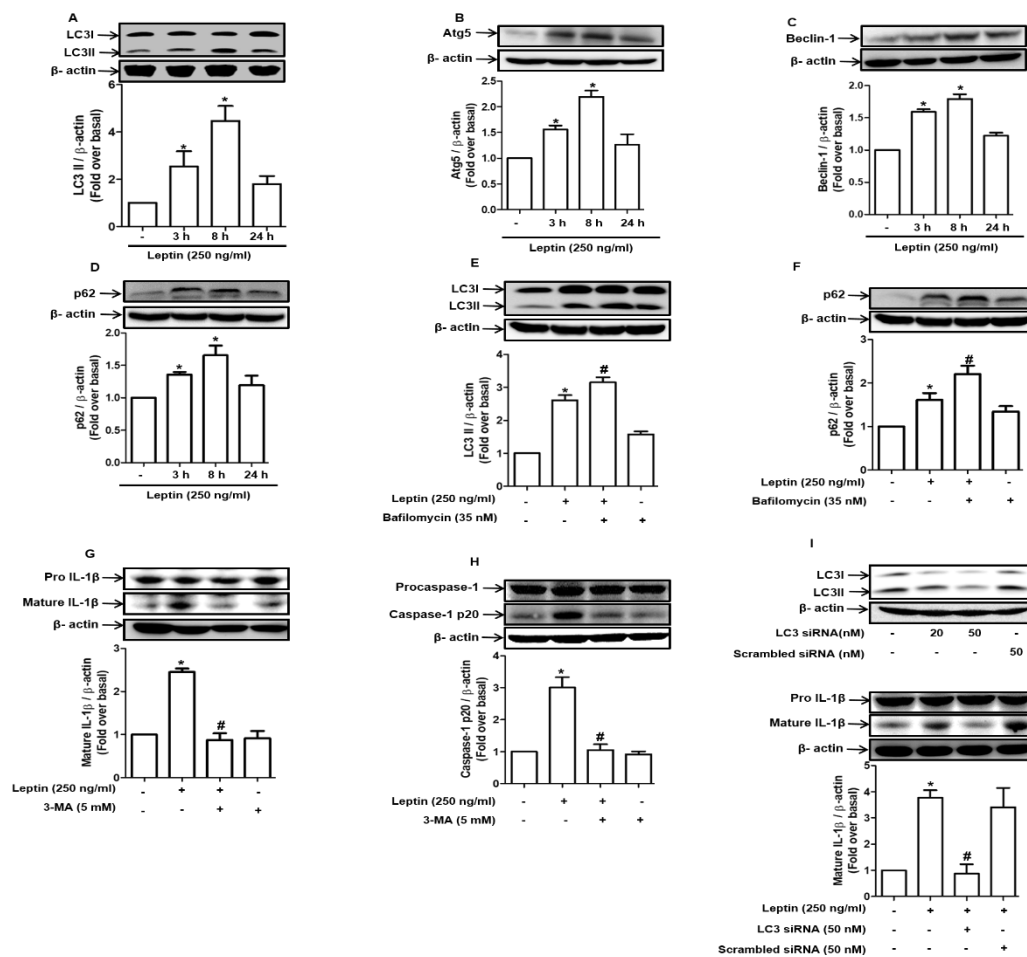 A
LC3I
LC3II
β- actin
LC3 II / β-actin
(Fold over basal)
6
4
2
0
*
*
- 3 h 8 h 24 h
Leptin (250 ng/ml)
B
Atg5
β- actin
Atg5 / β-actin
(Fold over basal)
2.5
2.0
1.5
1.0
0.5
0.0
*
*
- 3 h 8 h 24 h
Leptin (250 ng/ml)
C
Beclin-1
β- actin
Beclin-1 / β-actin
(Fold over basal)
2.0
1.5
1.0
0.5
0.0
*
*
- 3 h 8 h 24 h
Leptin (250 ng/ml)
D
p62
β- actin
p62 / β-actin
(Fold over basal)
2.0
1.5
1.0
0.5
0.0
*
*
- 3 h 8 h 24 h
Leptin (250 ng/ml)
E
LC3I
LC3II
β- actin
LC3 II / β-actin
(Fold over basal)
4
3
2
1
0
*
#
Leptin (250 ng/ml) - + + -
Bafilomycin (35 nM) - - + +
F
p62
β- actin
p62 / β-actin
(Fold over basal)
3
2
1
0
*
#
Leptin (250 ng/ml) - + + -
Bafilomycin (35 nM) - - + +
G
Pro IL-1β
Mature IL-1β
β- actin
Mature IL-1β / β-actin
(Fold over basal)
3
2
1
0
*
#
Leptin (250 ng/ml) - + + -
3-MA (5 mM) - - + +
H
Procaspase-1
Caspase-1 p20
β- actin
Caspase-1 p20 / β-actin
(Fold over basal)
4
3
2
1
0
*
#
Leptin (250 ng/ml) - + + -
3-MA (5 mM) - - + +
I
LC3I
LC3II
β- actin
LC3 siRNA(nM) - 20 50 -
Scrambled siRNA (nM) - - - 50
Pro IL-1β
Mature IL-1β
β- actin
Mature IL-1β / β-actin
(Fold over basal)
5
4
3
2
1
0
*
#
Leptin (250 ng/ml) - + + +
LC3 siRNA (50 nM) - - + -
Scrambled siRNA (50 nM) - - - +